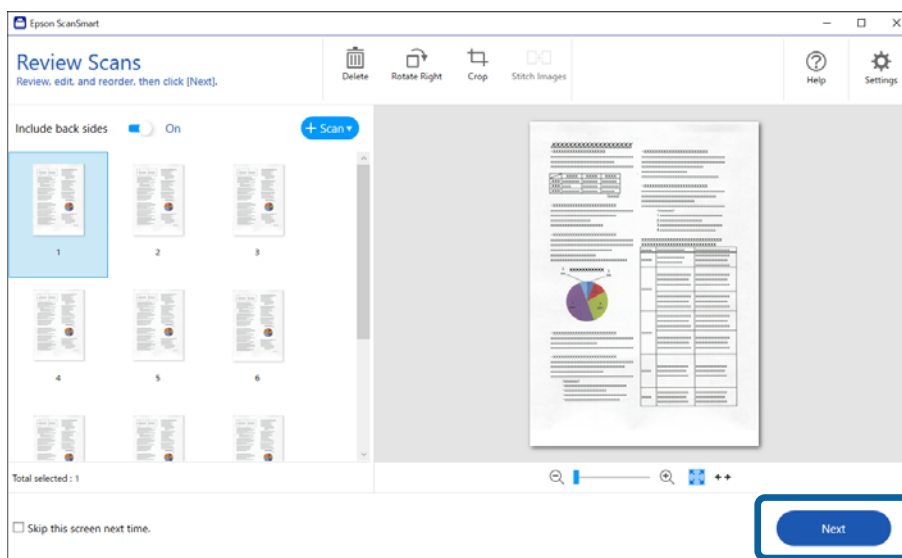 Epson ScanSmart
Review Scans
Review, edit, and reorder, then click [Next].
Delete
Rotate Right
Crop
Stitch Images
Help
Settings
Include back sides
On
+ Scan
1
2
3
4
5
6
Total selected : 1
Skip this screen next time.
Next